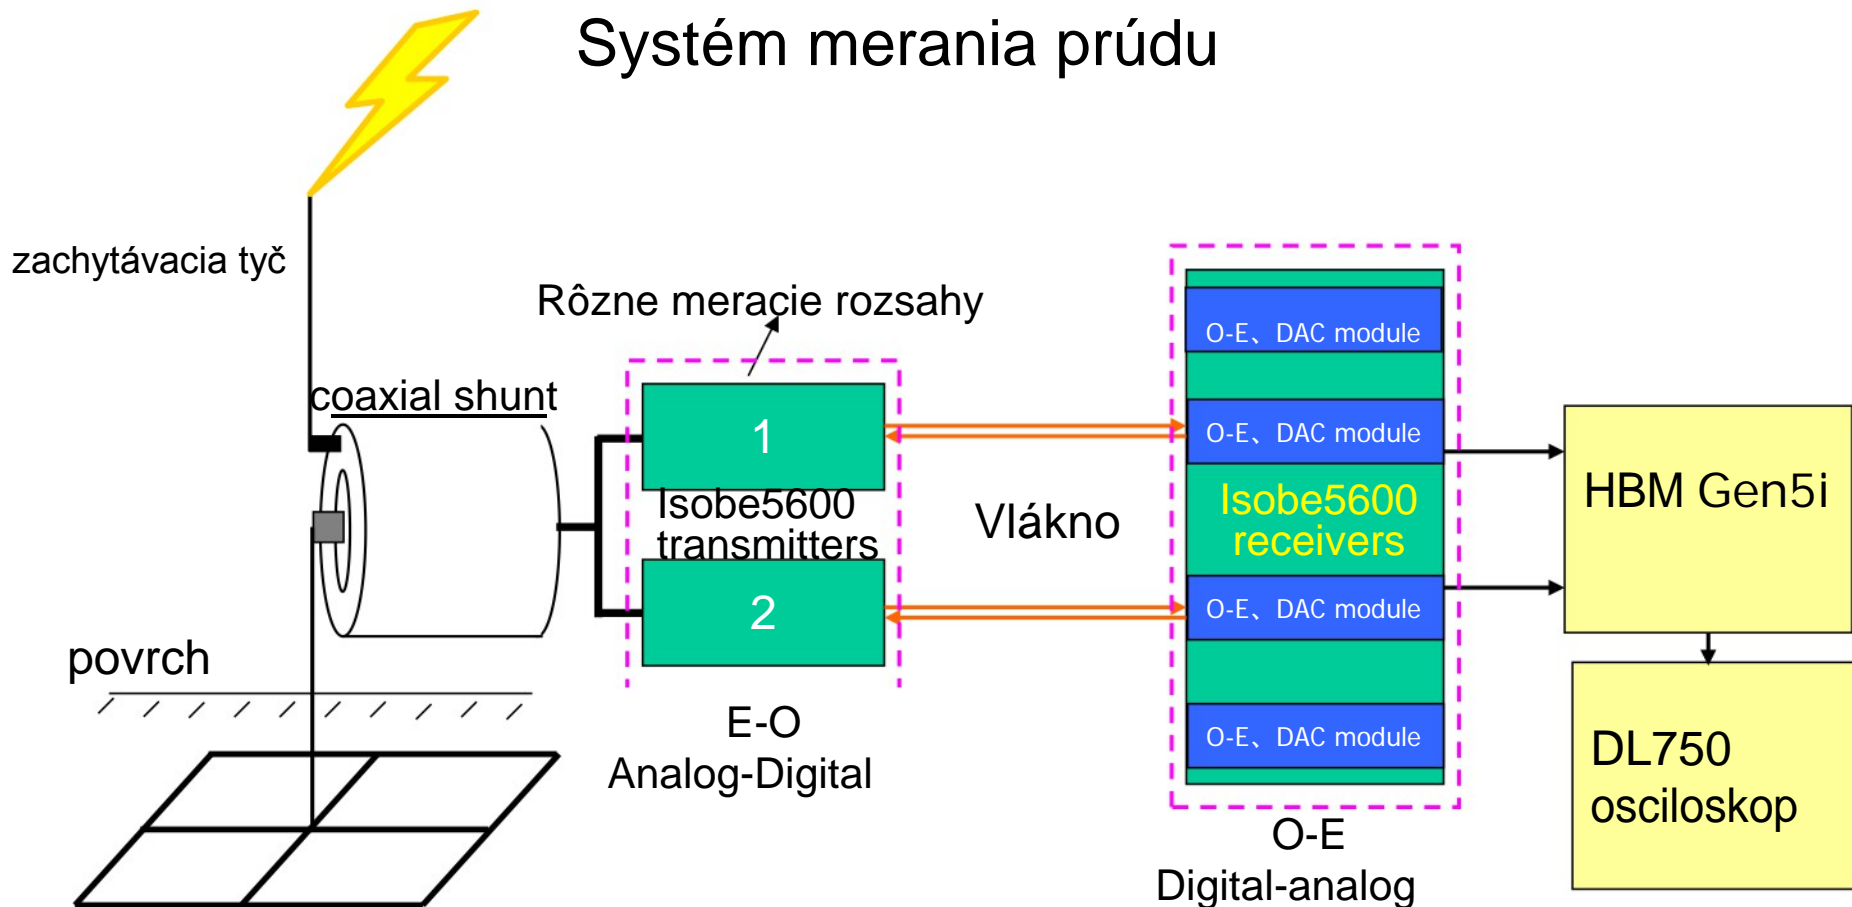 Systém merania prúdu
zachytávacia tyč
Rôzne meracie rozsahy
coaxial shunt
1
Isobe5600
transmitters
2
povrch
E-O
Analog-Digital
Vlákno
O-E、DAC module
O-E、DAC module
Isobe5600
receivers
O-E、DAC module
O-E、DAC module
O-E
Digital-analog
HBM Gen5i
DL750
osciloskop